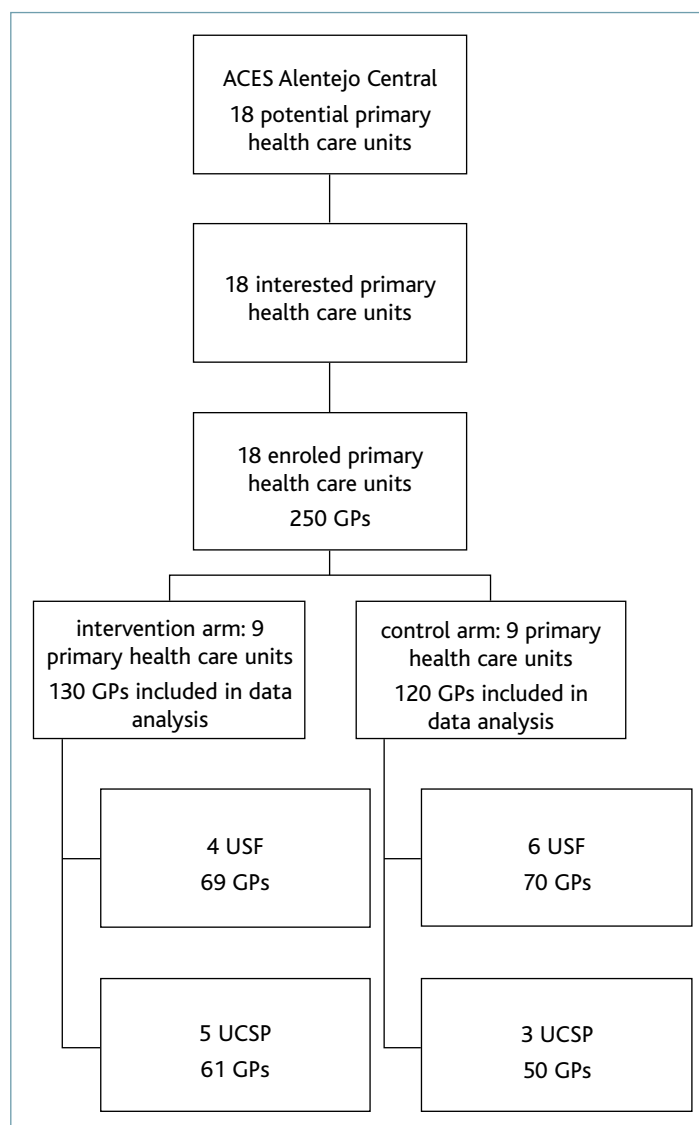 ACES Alentejo Central
18 potential primary
health care units
18 interested primary
health care units
18 enroled primary
health care units
250 GPs
intervention arm: 9
primary health care units
130 GPs included in data
analysis
control arm: 9 primary
health care units
120 GPs included in
data analysis
4 USF
69 GPs
6 USF
70 GPs
5 UCSP
61 GPs
3 UCSP
50 GPs